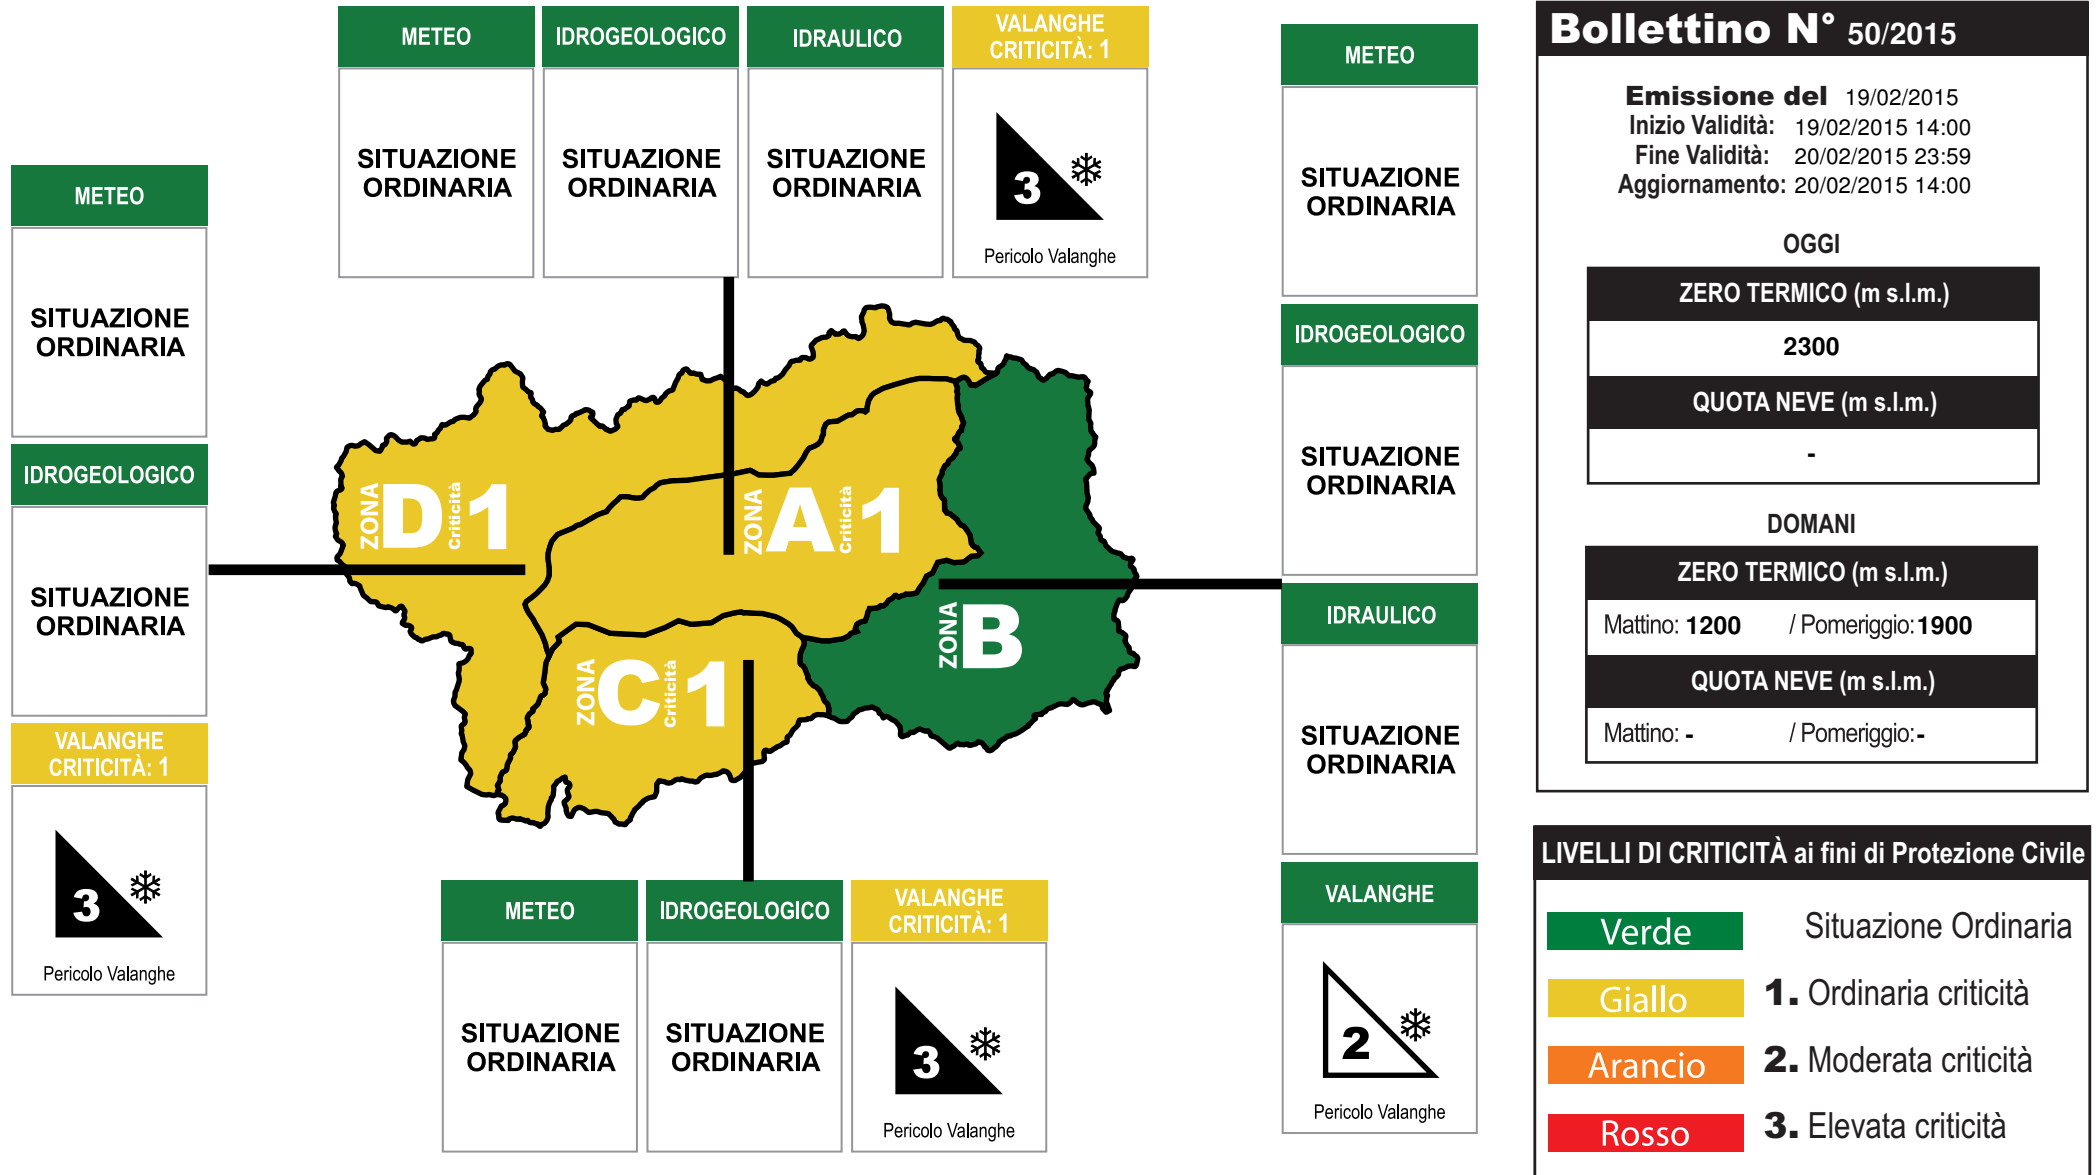 METEO
IDROGEOLOGICO
IDRAULICO
VALANGHE
CRITICITÀ: 1
SITUAZIONE
ORDINARIA
SITUAZIONE
ORDINARIA
SITUAZIONE
ORDINARIA
3
Pericolo Valanghe
METEO
SITUAZIONE
ORDINARIA
IDROGEOLOGICO
SITUAZIONE
ORDINARIA
VALANGHE
CRITICITÀ: 1
3
Pericolo Valanghe
ZONA D Criticità 1
ZONA A Criticità 1
ZONA B
ZONA C Criticità 1
METEO
IDROGEOLOGICO
VALANGHE
CRITICITÀ: 1
SITUAZIONE
ORDINARIA
SITUAZIONE
ORDINARIA
3
Pericolo Valanghe
METEO
SITUAZIONE
ORDINARIA
IDROGEOLOGICO
SITUAZIONE
ORDINARIA
IDRAULICO
SITUAZIONE
ORDINARIA
VALANGHE
2
Pericolo Valanghe
Bollettino N° 50/2015
Emissione del 19/02/2015
Inizio Validità: 19/02/2015 14:00
Fine Validità: 20/02/2015 23:59
Aggiornamento: 20/02/2015 14:00
OGGI
ZERO TERMICO (m s.l.m.)
2300
QUOTA NEVE (m s.l.m.)
-
DOMANI
ZERO TERMICO (m s.l.m.)
Mattino: 1200 / Pomeriggio: 1900
QUOTA NEVE (m s.l.m.)
Mattino: - / Pomeriggio: -
LIVELLI DI CRITICITÀ ai fini di Protezione Civile
Verde Situazione Ordinaria
Giallo 1. Ordinaria criticità
Arancio 2. Moderata criticità
Rosso 3. Elevata criticità